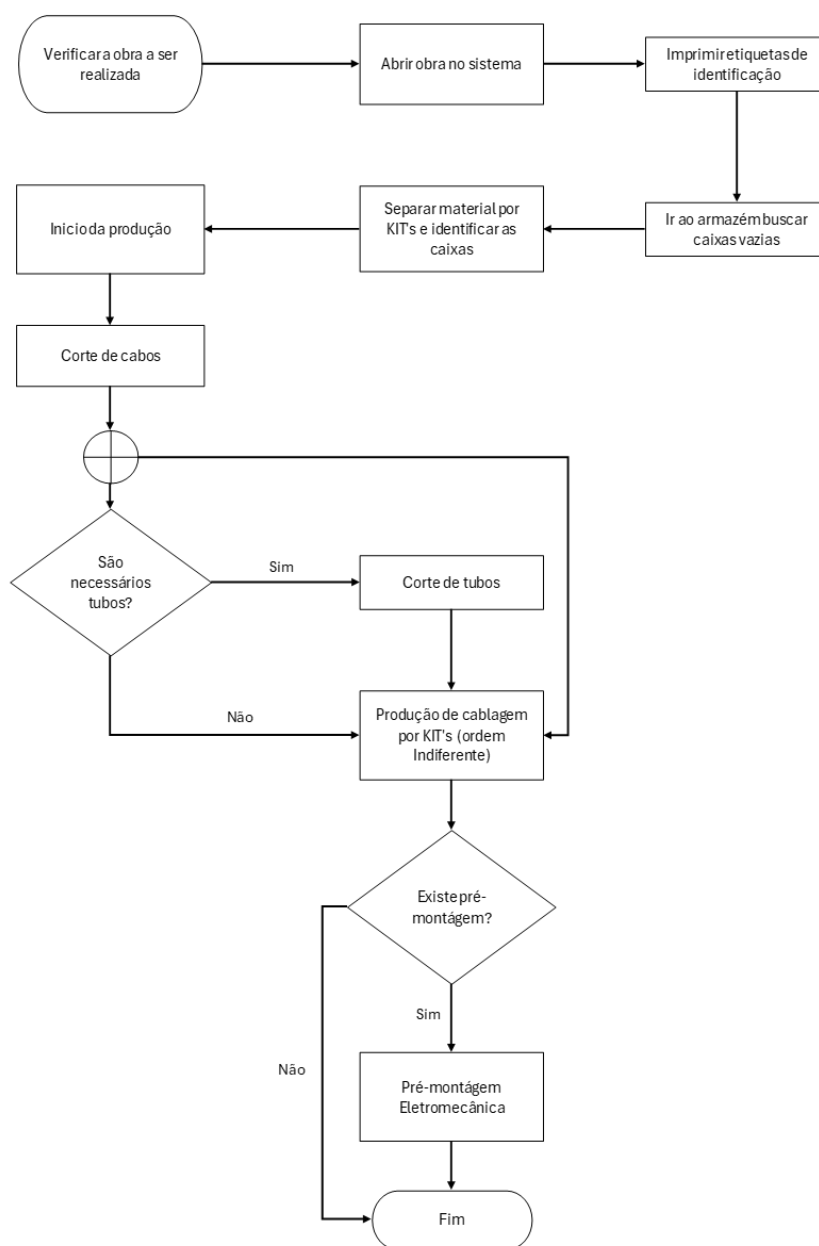 Verificar a obra a ser
realizada
Abrir obra no sistema
Imprimir etiquetas de
identificação
Inicio da produção
Separar material por
KIT's e identificar as
caixas
Ir ao armazém buscar
caixas vazias
Corte de cabos
São
necessários
tubos?
Sim
Corte de tubos
Não
Produção de cablagem
por KIT's (ordem
Indiferente)
Existe pré-
montágem?
Sim
Não
Pré-montágem
Eletromecânica
Fim